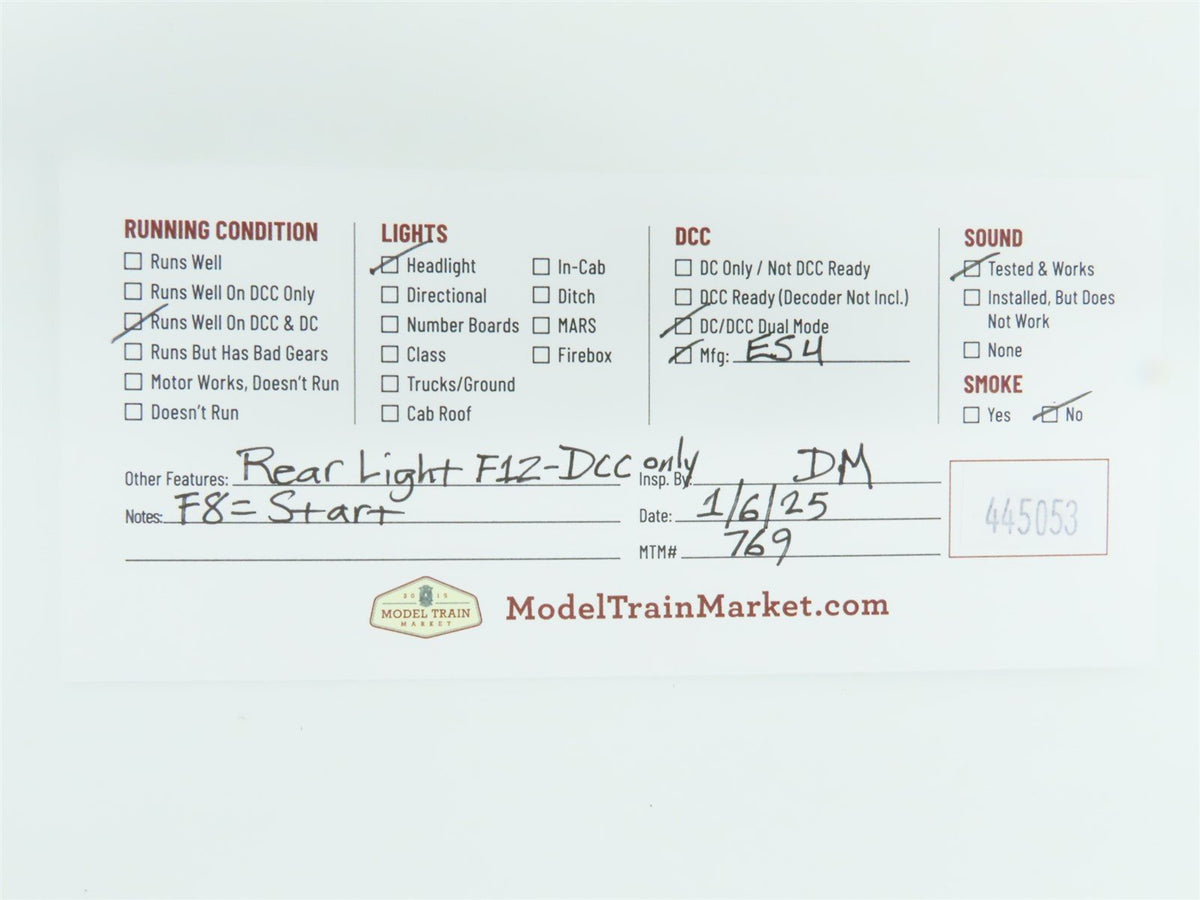 RUNNING CONDITION
Runs Well
Runs Well On DCC Only
Runs Well On DCC & DC
Runs But Has Bad Gears
Motor Works, Doesn't Run
Doesn't Run
LIGHTS
Headlight
Directional
Number Boards
Class
Trucks/Ground
Cab Roof
In-Cab
Ditch
MARS
Firebox
DCC
DC Only / Not DCC Ready
DCC Ready (Decoder Not Incl.)
DC/DCC Dual Mode
Mfg: ESU
SOUND
Tested & Works
Installed, But Does
Not Work
None
SMOKE
Yes No
Other Features: Rear Light F12-DCC only
Notes: F8= Start
Insp. By: DM
Date: 1/6/25
MTM# 769
445053
2015
MODEL TRAIN
MARKET
ModelTrainMarket.com